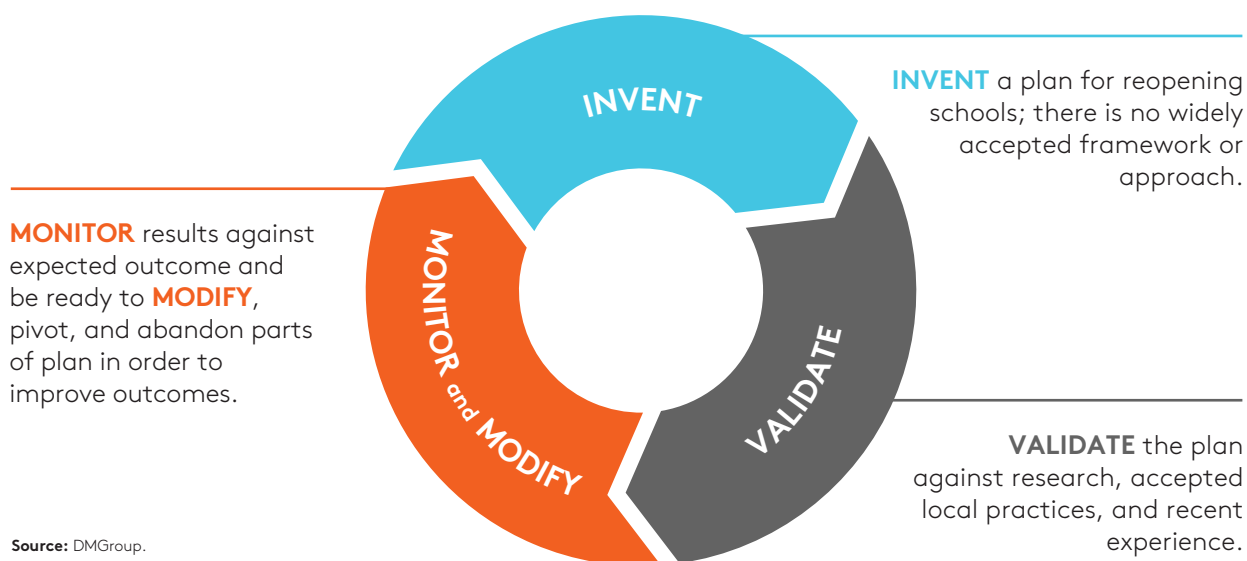 INVENT
INVENT a plan for reopening
schools; there is no widely
accepted framework or
approach.
VALIDATE
VALIDATE the plan
against research, accepted
local practices, and recent
experience.
MONITOR and MODIFY
MONITOR results against
expected outcome and
be ready to MODIFY,
pivot, and abandon parts
of plan in order to
improve outcomes.
Source: DMGroup.